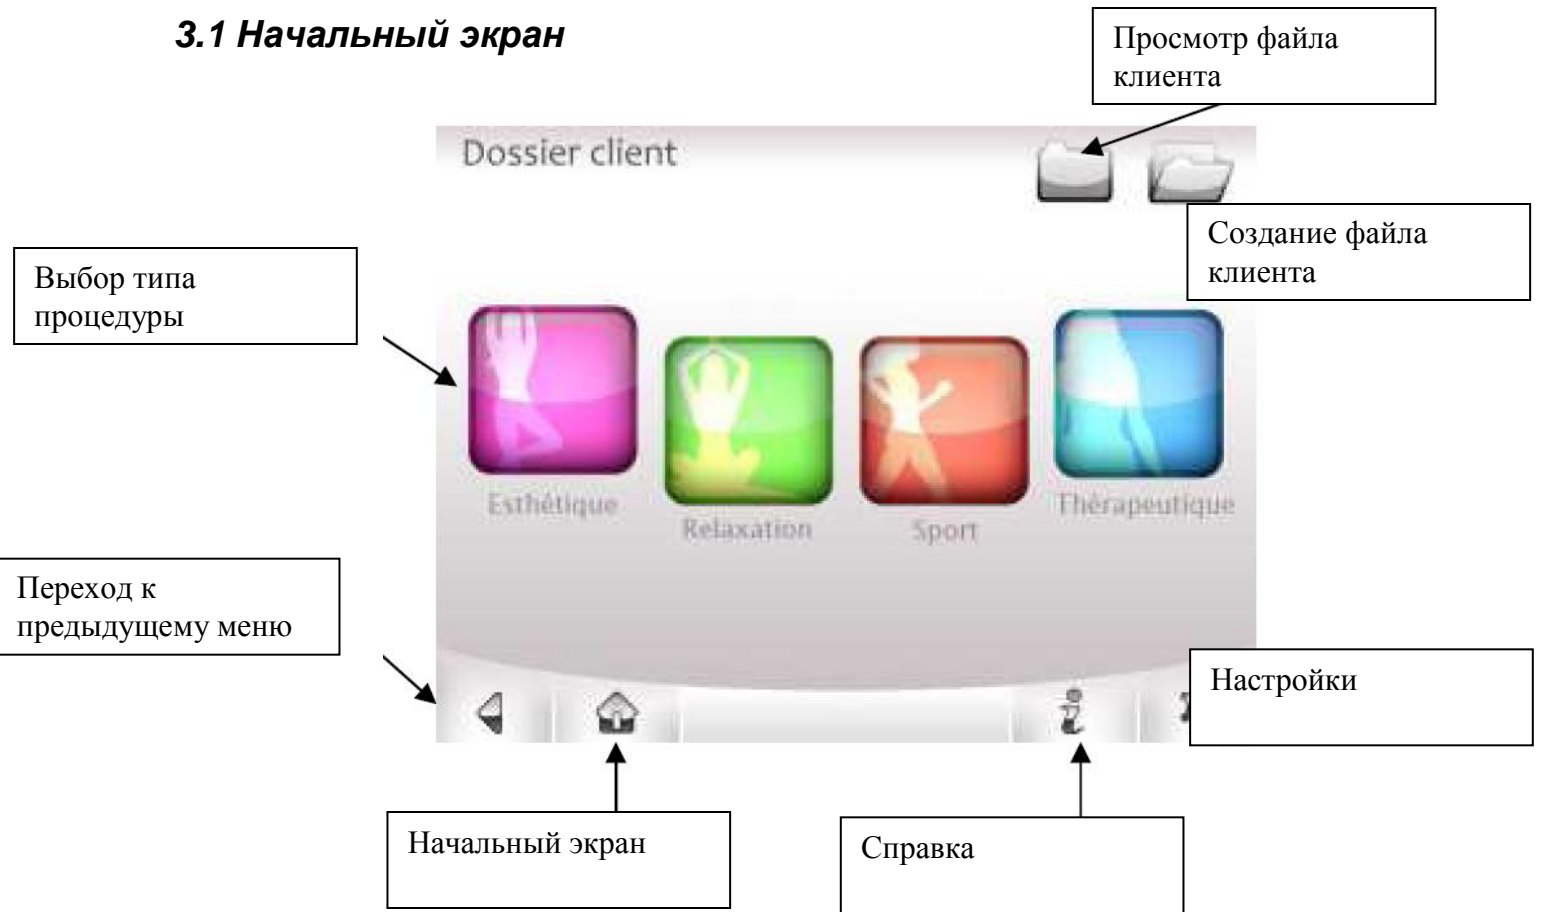 3.1 Начальный экран
Просмотр файла
клиента
Dossier client
Создание файла
клиента
Выбор типа
процедуры
Esthétique
Relaxation
Sport
Thérapeutique
Переход к
предыдущему меню
Настройки
Начальный экран
Справка